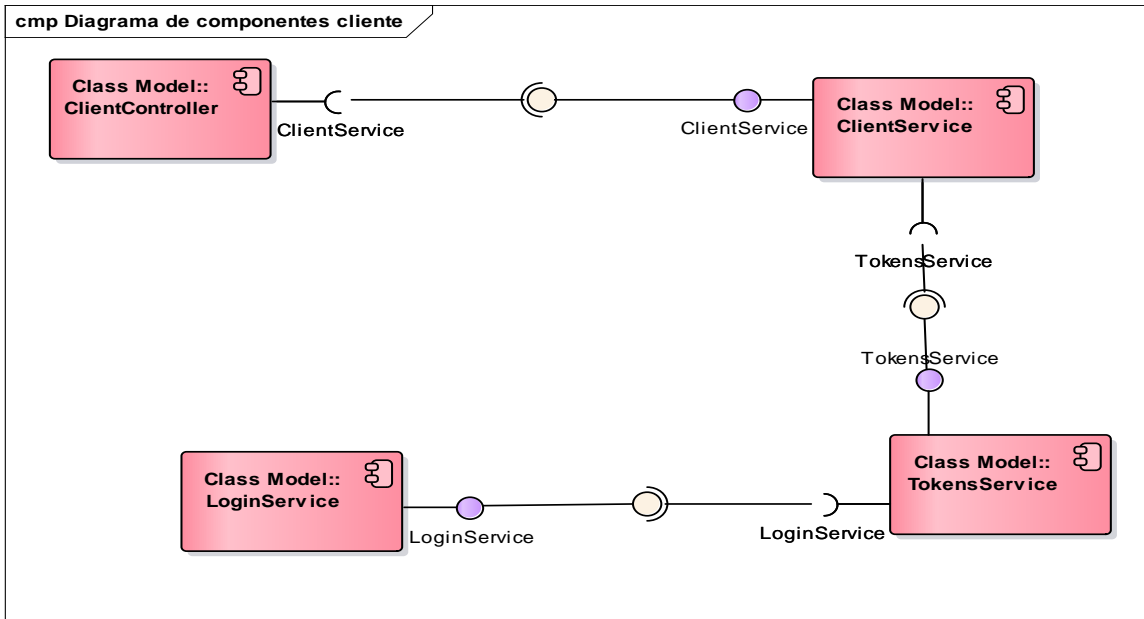 cmp Diagrama de componentes cliente
Class Model::
ClientController
ClientService
ClientService
Class Model::
ClientService
TokensService
TokensService
Class Model::
LoginService
LoginService
LoginService
Class Model::
TokensService